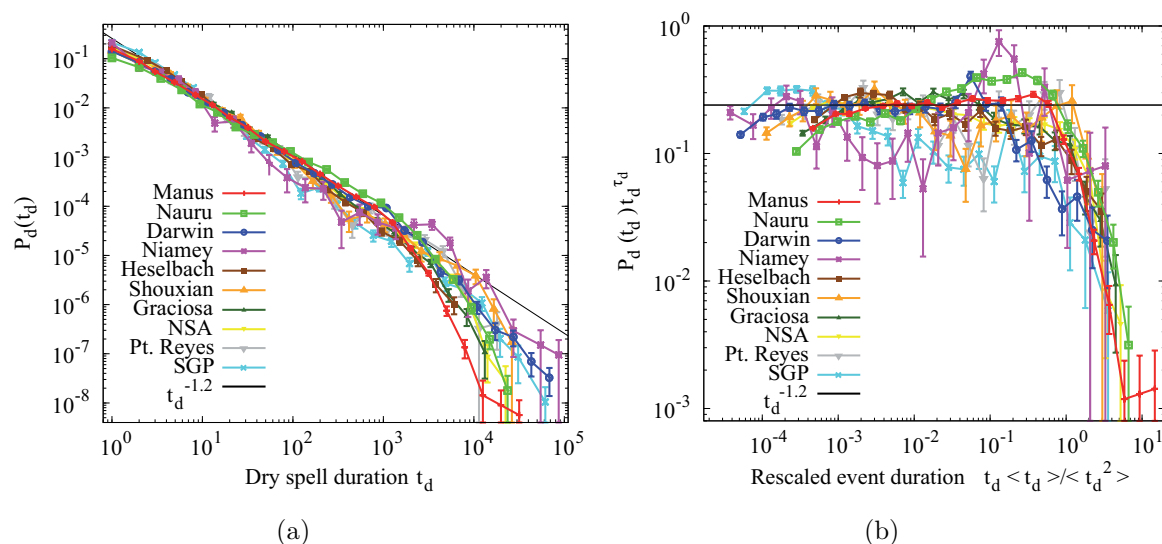 P_d(t_d)
10^-1
10^-2
10^-3
10^-4
10^-5
10^-6
10^-7
10^-8
Manus
Nauru
Darwin
Niamey
Heselbach
Shouxian
Graciosa
NSA
Pt. Reyes
SGP
t_d^-1.2
10^0 10^1 10^2 10^3 10^4 10^5
Dry spell duration t_d
(a)
P_d (t_d) t_d^τ_d
10^0
10^-1
10^-2
10^-3
Manus
Nauru
Darwin
Niamey
Heselbach
Shouxian
Graciosa
NSA
Pt. Reyes
SGP
t_d^-1.2
10^-4 10^-3 10^-2 10^-1 10^0 10^1
Rescaled event duration t_d < t_d >/< t_d^2 >
(b)